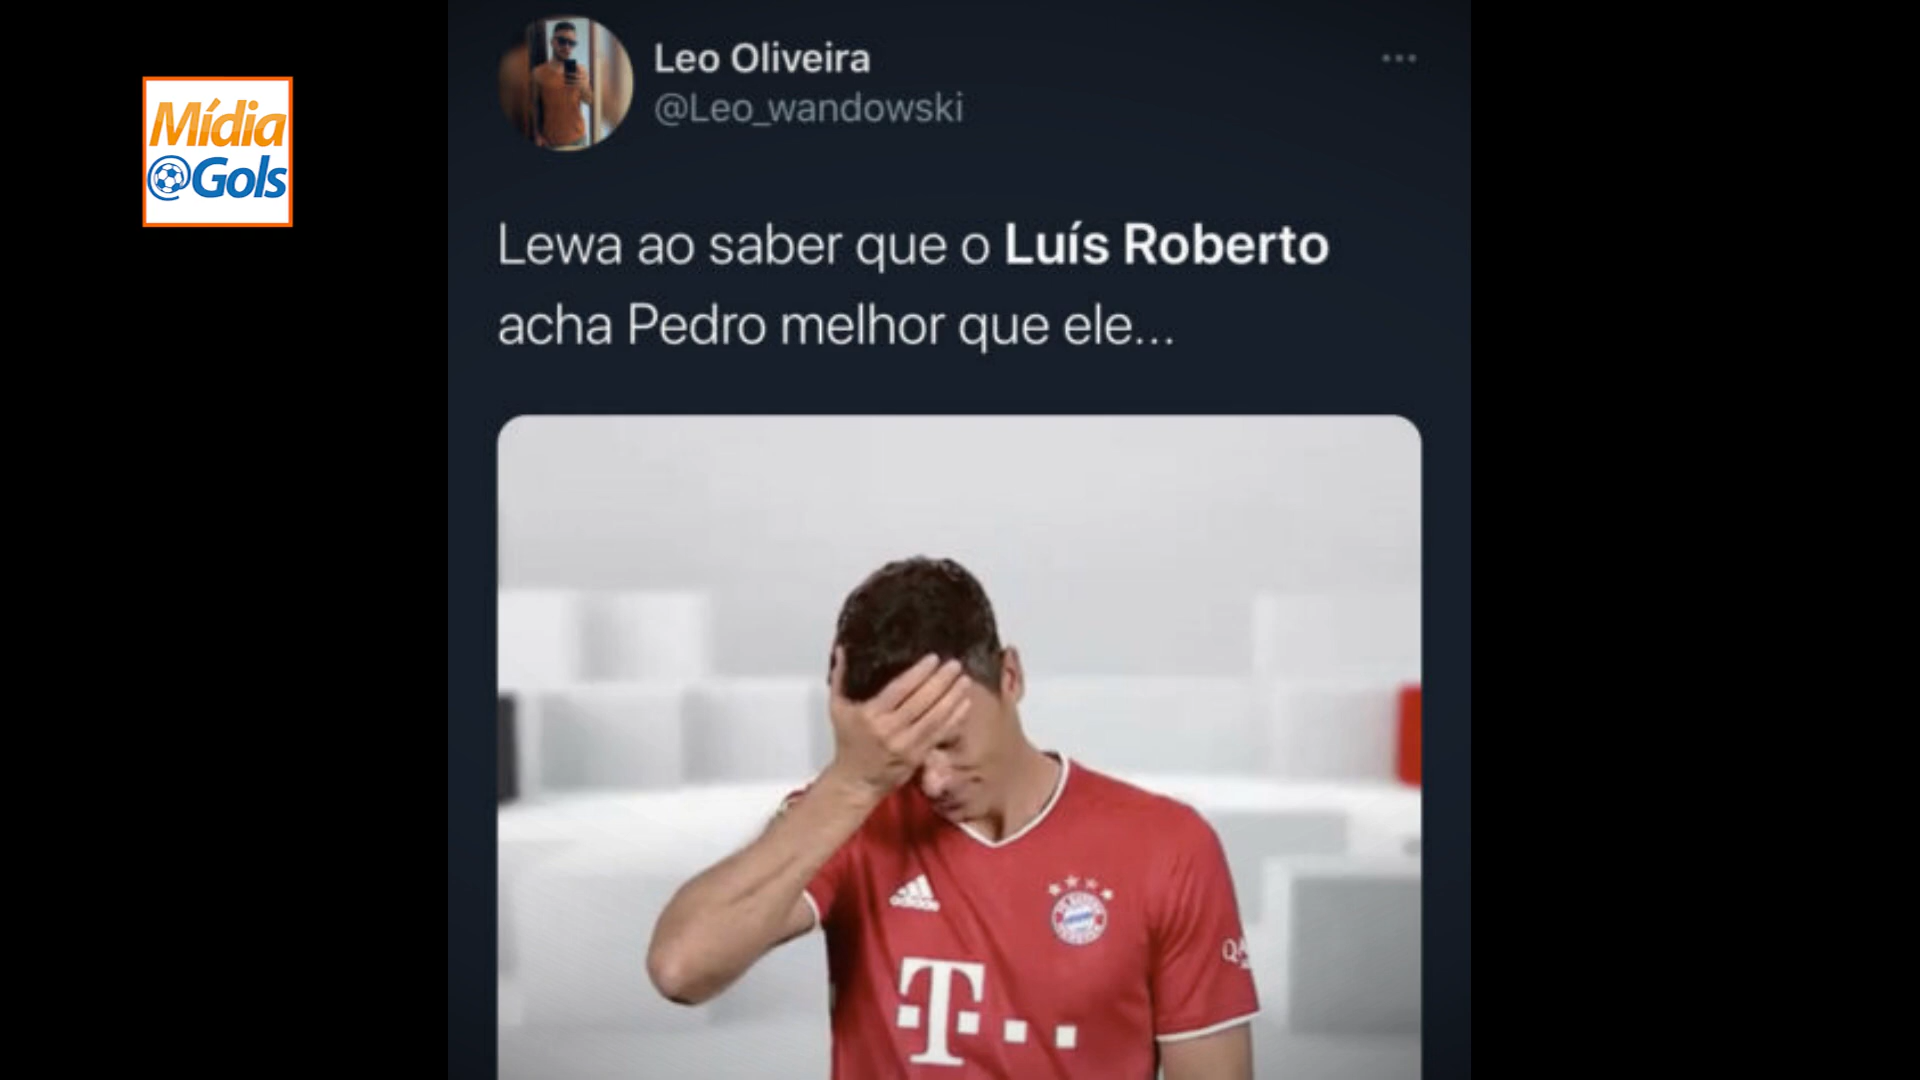 Mídia
@Gols
Leo Oliveira
@Leo_wandowski
Lewa ao saber que o Luís Roberto
acha Pedro melhor que ele...
adidas
T